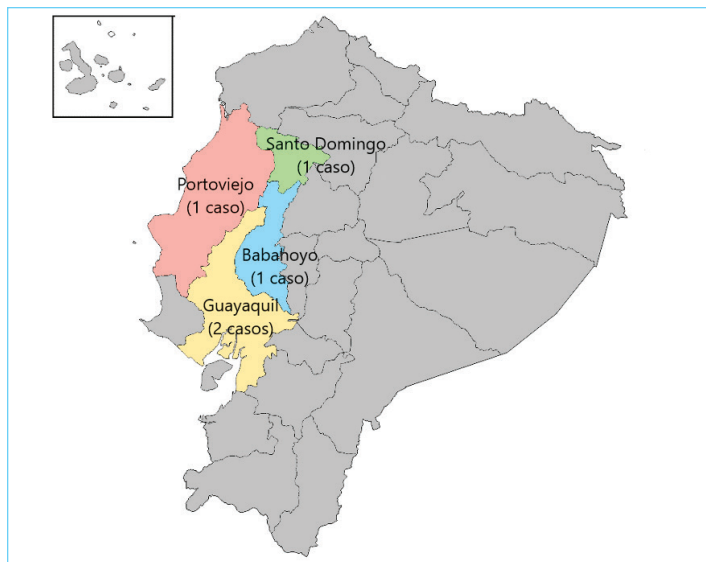 Santo Domingo
(1 caso)
Portoviejo
(1 caso)
Babahoyo
(1 caso)
Guayaquil
(2 casos)